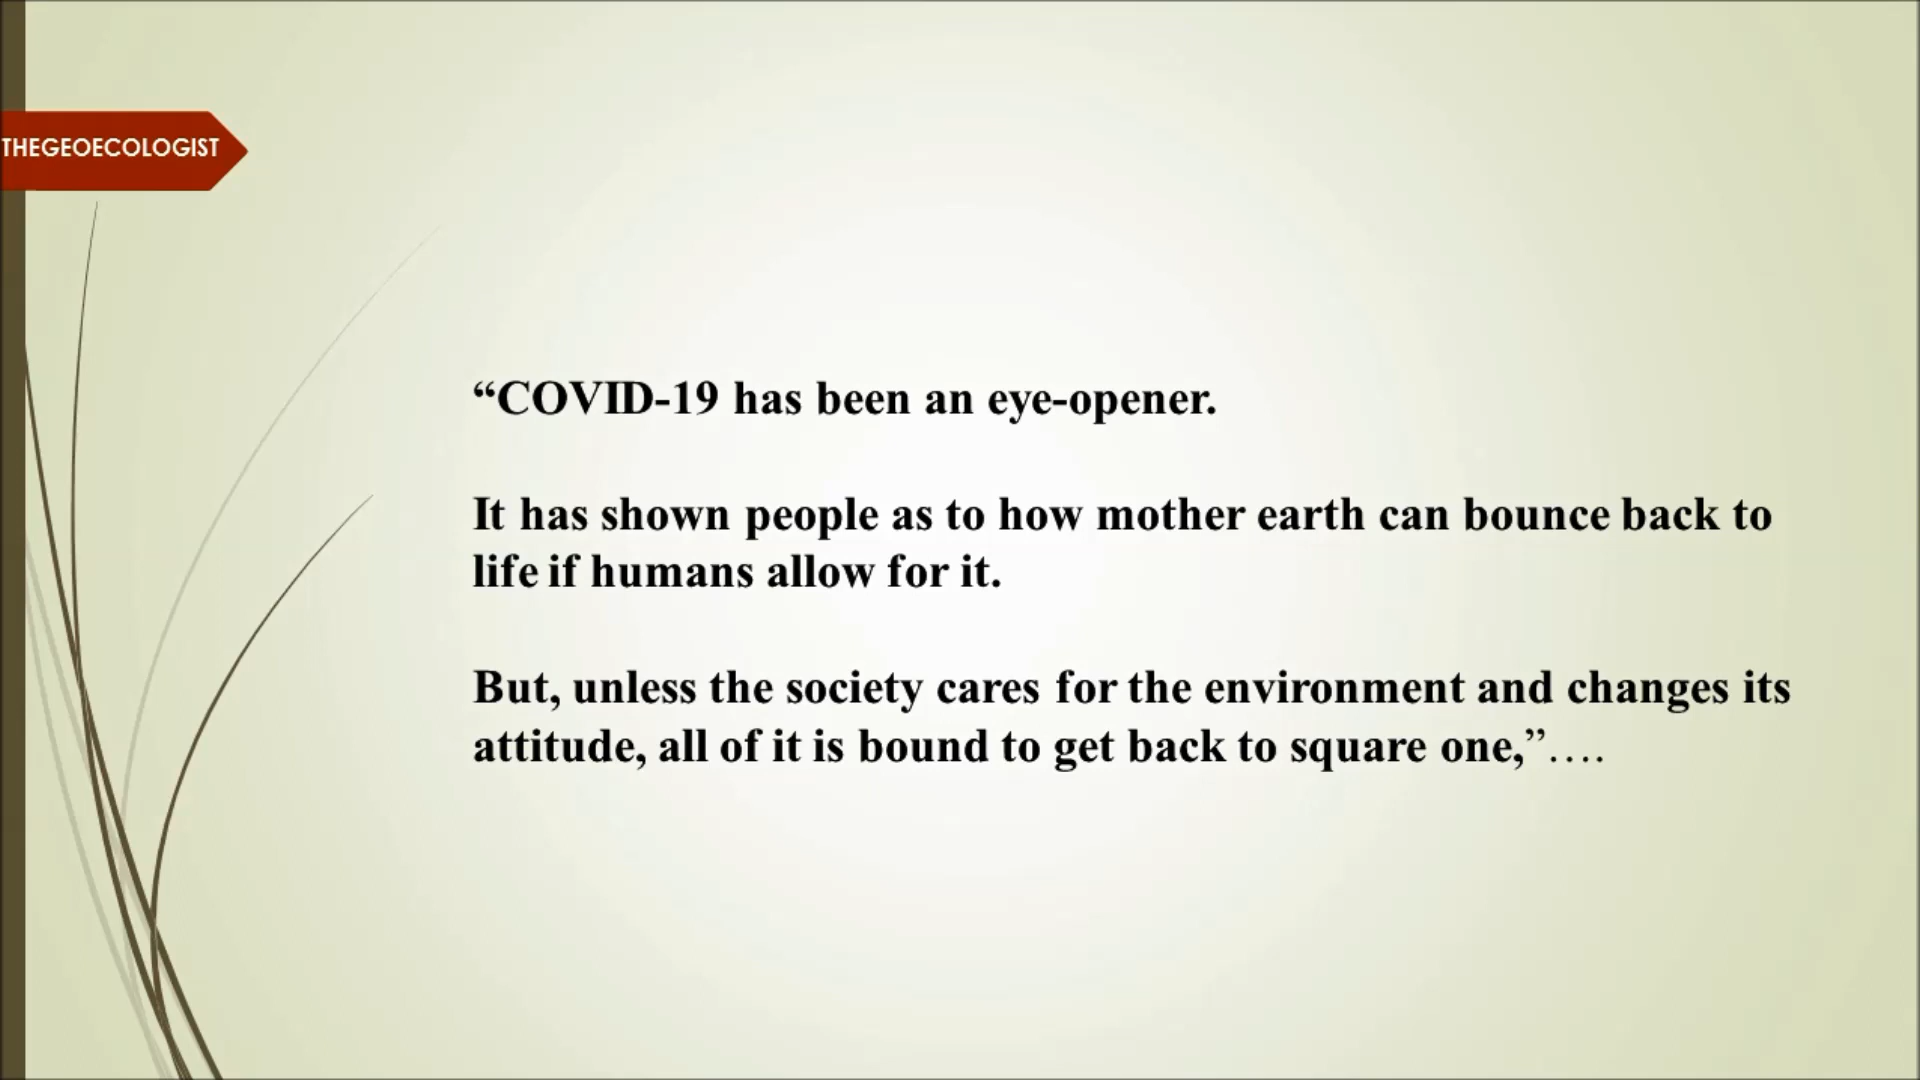 THEGEOECOLOGIST
“COVID-19 has been an eye-opener.
It has shown people as to how mother earth can bounce back to
life if humans allow for it.
But, unless the society cares for the environment and changes its
attitude, all of it is bound to get back to square one,”….